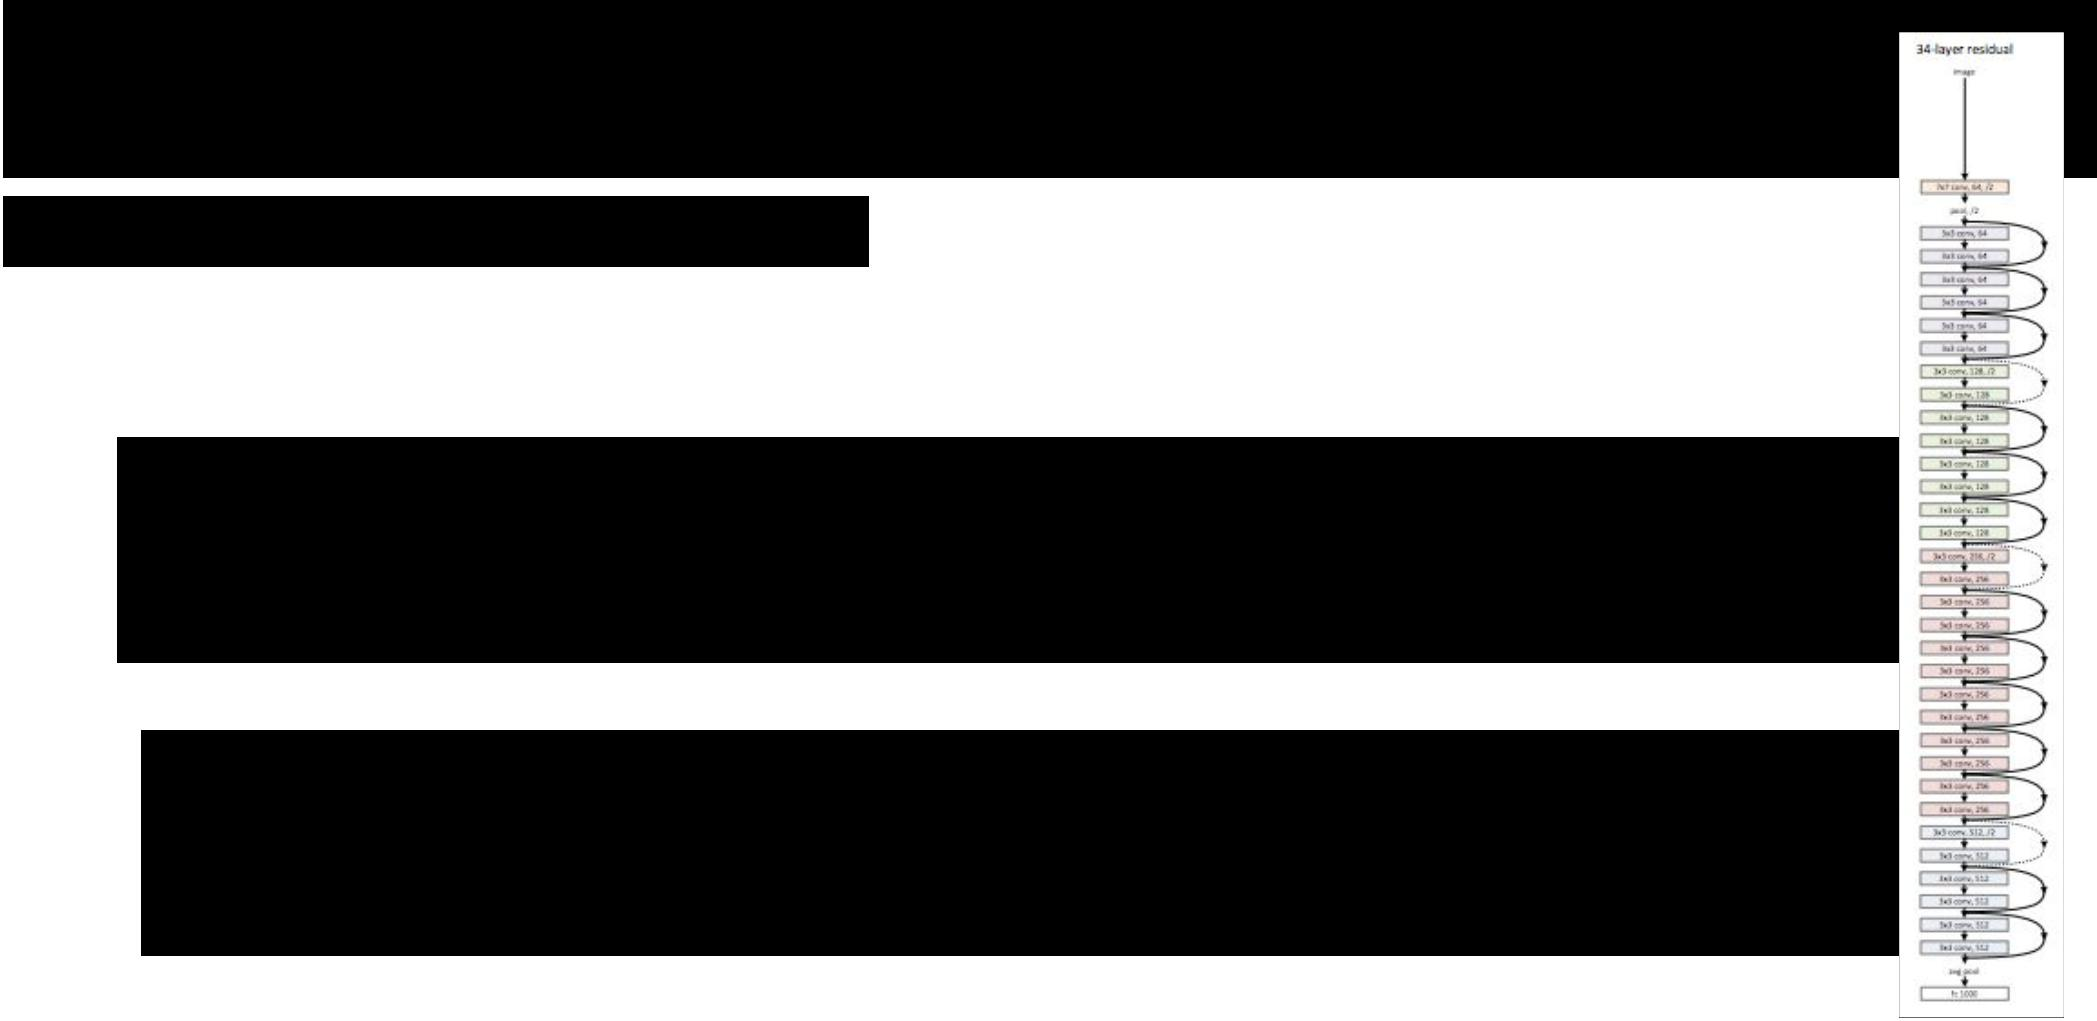 34-layer residual
image
7x7 conv, 64, /2
pool, /2
3x3 conv, 64
3x3 conv, 64
3x3 conv, 64
3x3 conv, 64
3x3 conv, 64
3x3 conv, 64
3x3 conv, 128, /2
3x3 conv, 128
3x3 conv, 128
3x3 conv, 128
3x3 conv, 128
3x3 conv, 128
3x3 conv, 128
3x3 conv, 128
3x3 conv, 256, /2
3x3 conv, 256
3x3 conv, 256
3x3 conv, 256
3x3 conv, 256
3x3 conv, 256
3x3 conv, 256
3x3 conv, 256
3x3 conv, 256
3x3 conv, 256
3x3 conv, 256
3x3 conv, 256
3x3 conv, 512, /2
3x3 conv, 512
3x3 conv, 512
3x3 conv, 512
3x3 conv, 512
3x3 conv, 512
avg pool
fc 1000